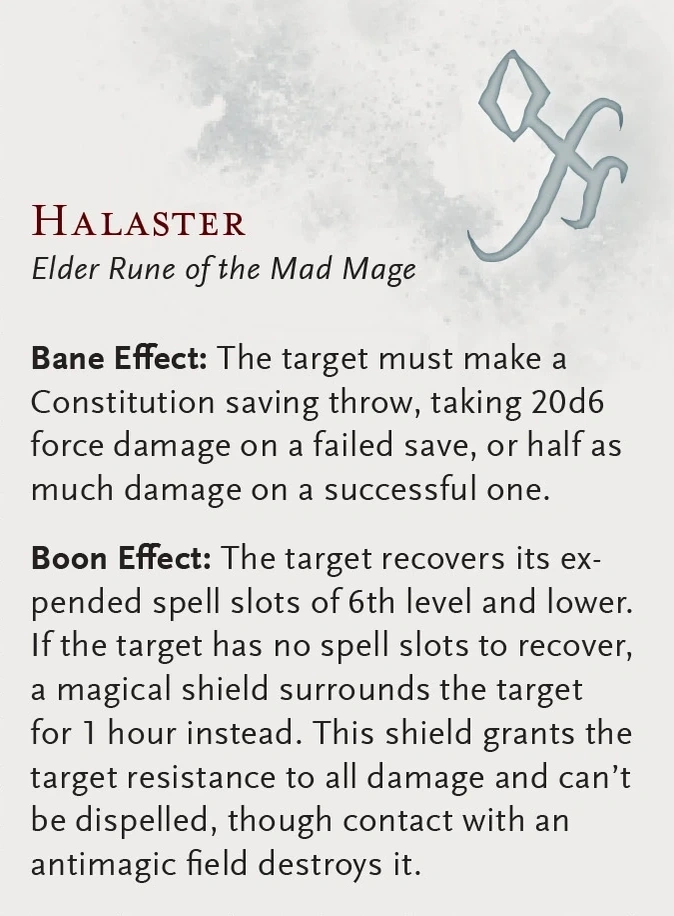 Halaster
Elder Rune of the Mad Mage
Bane Effect: The target must make a
Constitution saving throw, taking 20d6
force damage on a failed save, or half as
much damage on a successful one.
Boon Effect: The target recovers its ex-
pended spell slots of 6th level and lower.
If the target has no spell slots to recover,
a magical shield surrounds the target
for 1 hour instead. This shield grants the
target resistance to all damage and can’t
be dispelled, though contact with an
antimagic field destroys it.